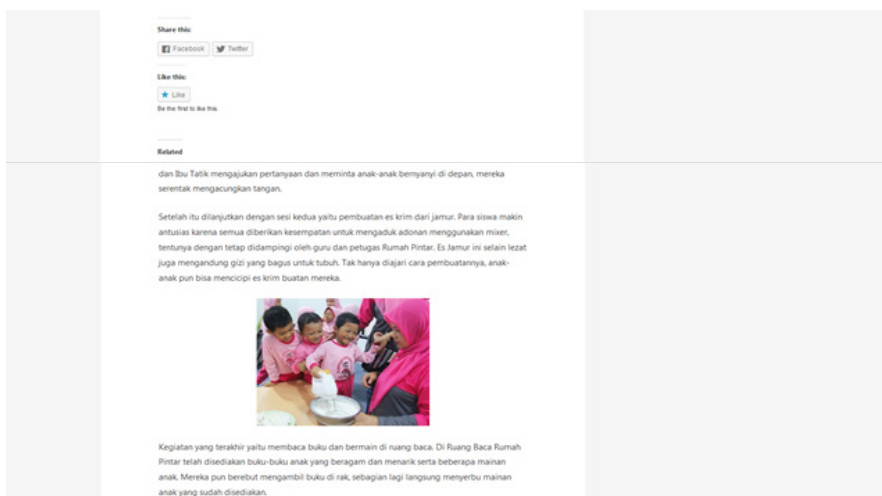 Share this:
Facebook Twitter
Like this:
Like
Be the first to like this.
Related
dan Ibu Tatik mengajukan pertanyaan dan meminta anak-anak bernyanyi di depan, mereka
serentak mengacungkan tangan.
Setelah itu dilanjutkan dengan sesi kedua yaitu pembuatan es krim dari jamur. Para siswa makin
antusias karena semua diberikan kesempatan untuk mengaduk adonan menggunakan mixer,
tentunya dengan tetap didampingi oleh guru dan petugas Rumah Pintar. Es Jamur ini selain lezat
juga mengandung gizi yang bagus untuk tubuh. Tak hanya diajari cara pembuatannya, anak-
anak pun bisa mencicipi es krim buatan mereka.
Kegiatan yang terakhir yaitu membaca buku dan bermain di ruang baca. Di Ruang Baca Rumah
Pintar telah disediakan buku-buku anak yang beragam dan menarik serta beberapa mainan
anak. Mereka pun berebut mengambil buku di rak, sebagian lagi langsung menyerbu mainan
anak yang sudah disediakan.